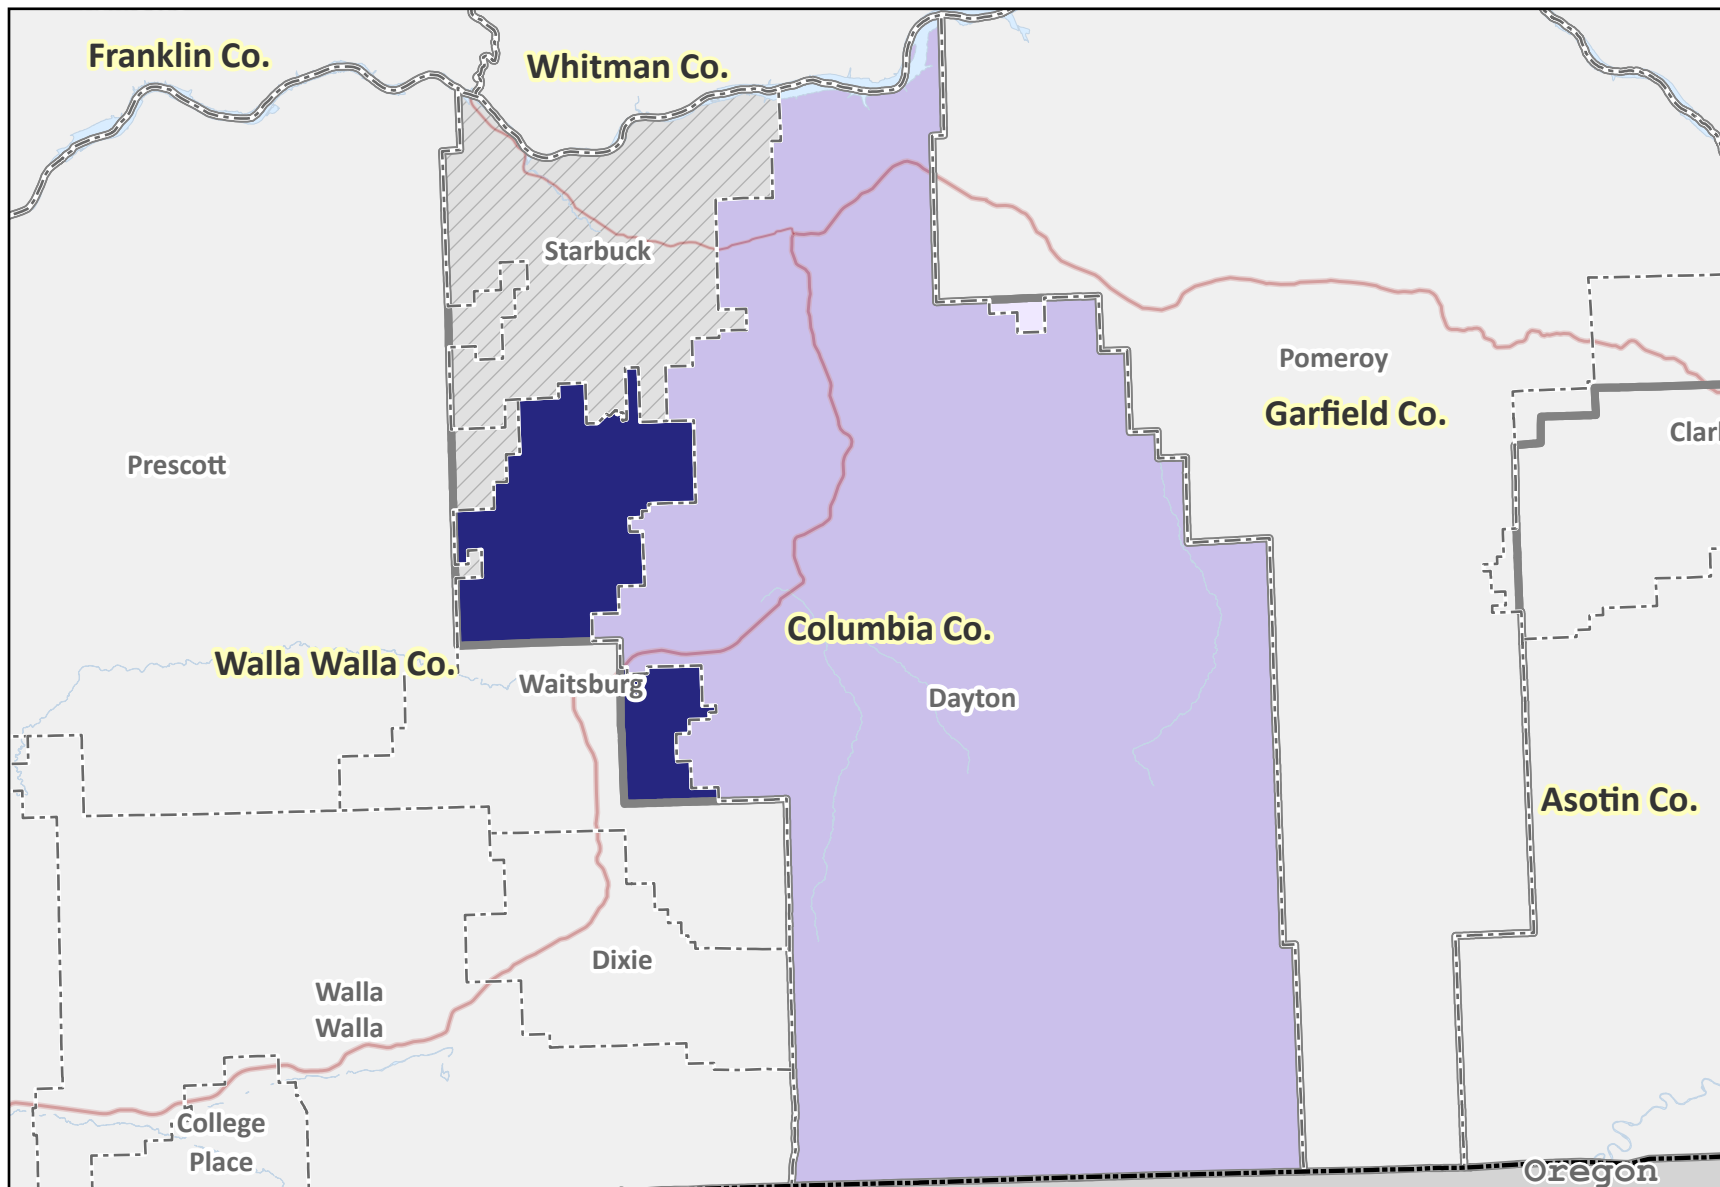 Franklin Co.
Whitman Co.
Starbuck
Pomeroy
Garfield Co.
Prescott
Columbia Co.
Walla Walla Co.
Waitsburg
Dayton
Asotin Co.
Dixie
Walla
Walla
College
Place
Oregon